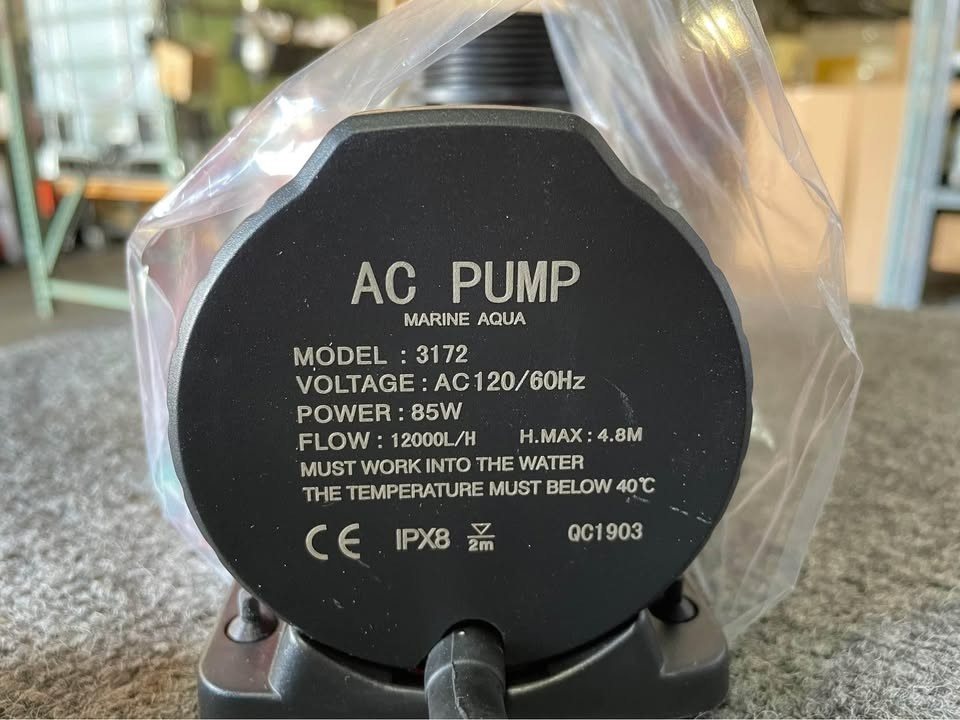 AC PUMP
MARINE AQUA
MODEL : 3172
VOLTAGE : AC120/60Hz
POWER : 85W
FLOW : 12000L/H H.MAX : 4.8M
MUST WORK INTO THE WATER
THE TEMPERATURE MUST BELOW 40℃
CE IPX8 2m QC1903